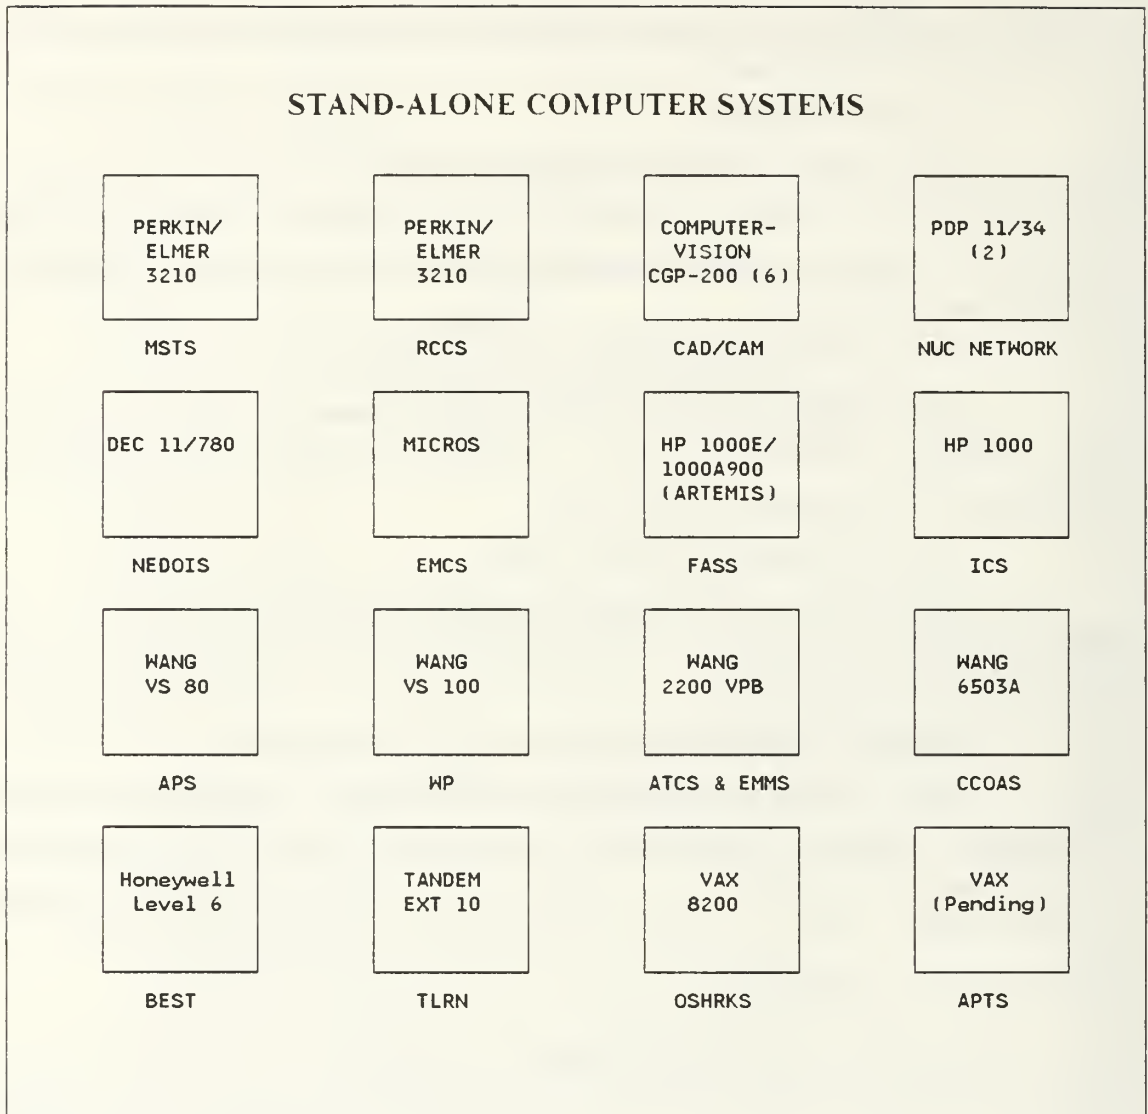 STAND-ALONE COMPUTER SYSTEMS
PERKIN/
ELMER
3210
MSTS
PERKIN/
ELMER
3210
RCCS
COMPUTER-
VISION
CGP-200 (6)
CAD/CAM
PDP 11/34
(2)
NUC NETWORK
DEC 11/780
NEDOIS
MICROS
EMCS
HP 1000E/
1000A900
(ARTEMIS)
FASS
HP 1000
ICS
WANG
VS 80
APS
WANG
VS 100
WP
WANG
2200 VPB
ATCS & EMMS
WANG
6503A
CCOAS
Honeywell
Level 6
BEST
TANDEM
EXT 10
TLRN
VAX
8200
OSHRKS
VAX
(Pending)
APTS